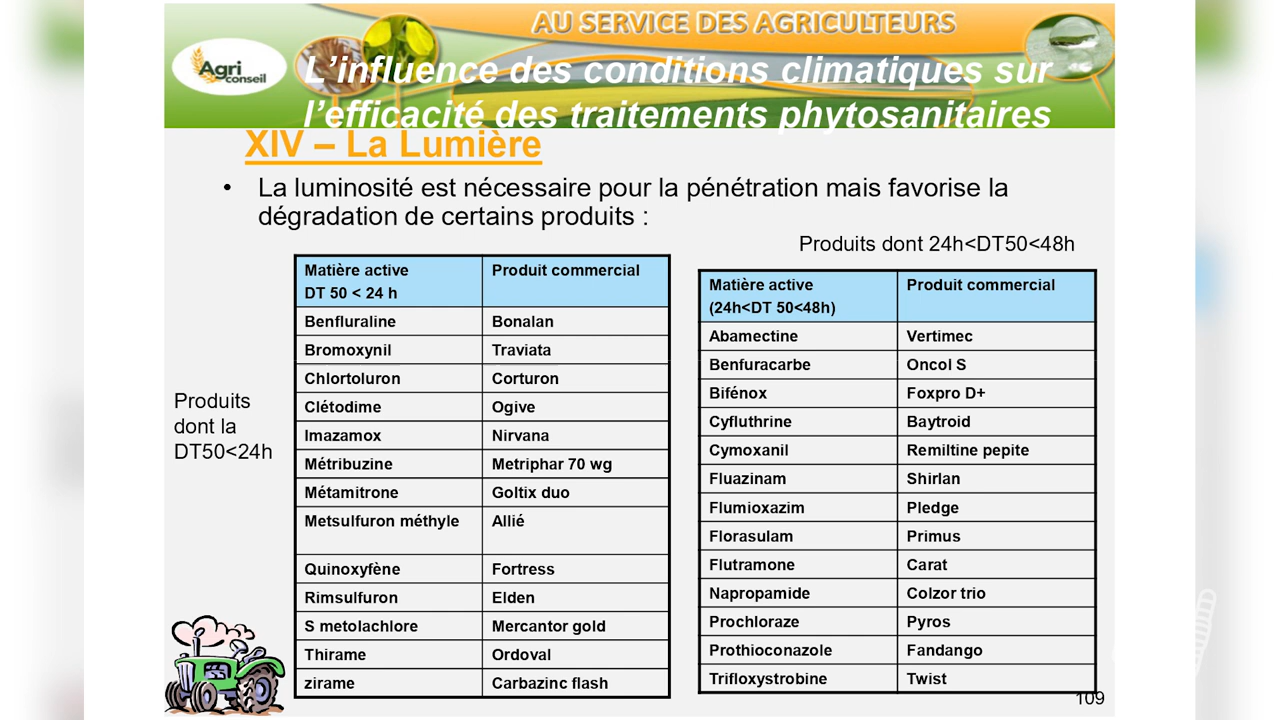 AU SERVICE DES AGRICULTEURS
Agri
conseil
L'influence des conditions climatiques sur
l'efficacité des traitements phytosanitaires
XIV – La Lumière
• La luminosité est nécessaire pour la pénétration mais favorise la
dégradation de certains produits :
Produits
dont la
DT50<24h
Matière active Produit commercial
DT 50 < 24 h
Benfluraline Bonalan
Bromoxynil Traviata
Chlortoluron Corturon
Clétodime Ogive
Imazamox Nirvana
Métribuzine Metriphar 70 wg
Métamitrone Goltix duo
Metsulfuron méthyle Allié
Quinoxyfène Fortress
Rimsulfuron Elden
S metolachlore Mercantor gold
Thirame Ordoval
zirame Carbazinc flash
Produits dont 24h<DT50<48h
Matière active Produit commercial
(24h<DT 50<48h)
Abamectine Vertimec
Benfuracarbe Oncol S
Bifénox Foxpro D+
Cyfluthrine Baytroid
Cymoxanil Remiltine pepite
Fluazinam Shirlan
Flumioxazim Pledge
Florasulam Primus
Flutramone Carat
Napropamide Colzor trio
Prochloraze Pyros
Prothioconazole Fandango
Trifloxystrobine Twist
109